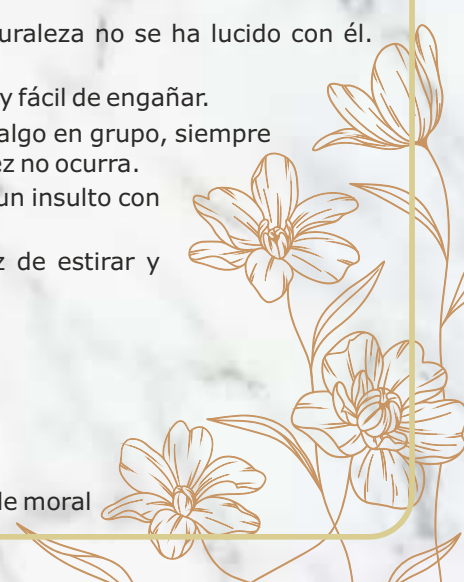 uraleza no se ha lucido con él.
y fácil de engañar.
algo en grupo, siempre
ez no ocurra.
un insulto con
z de estirar y
de moral